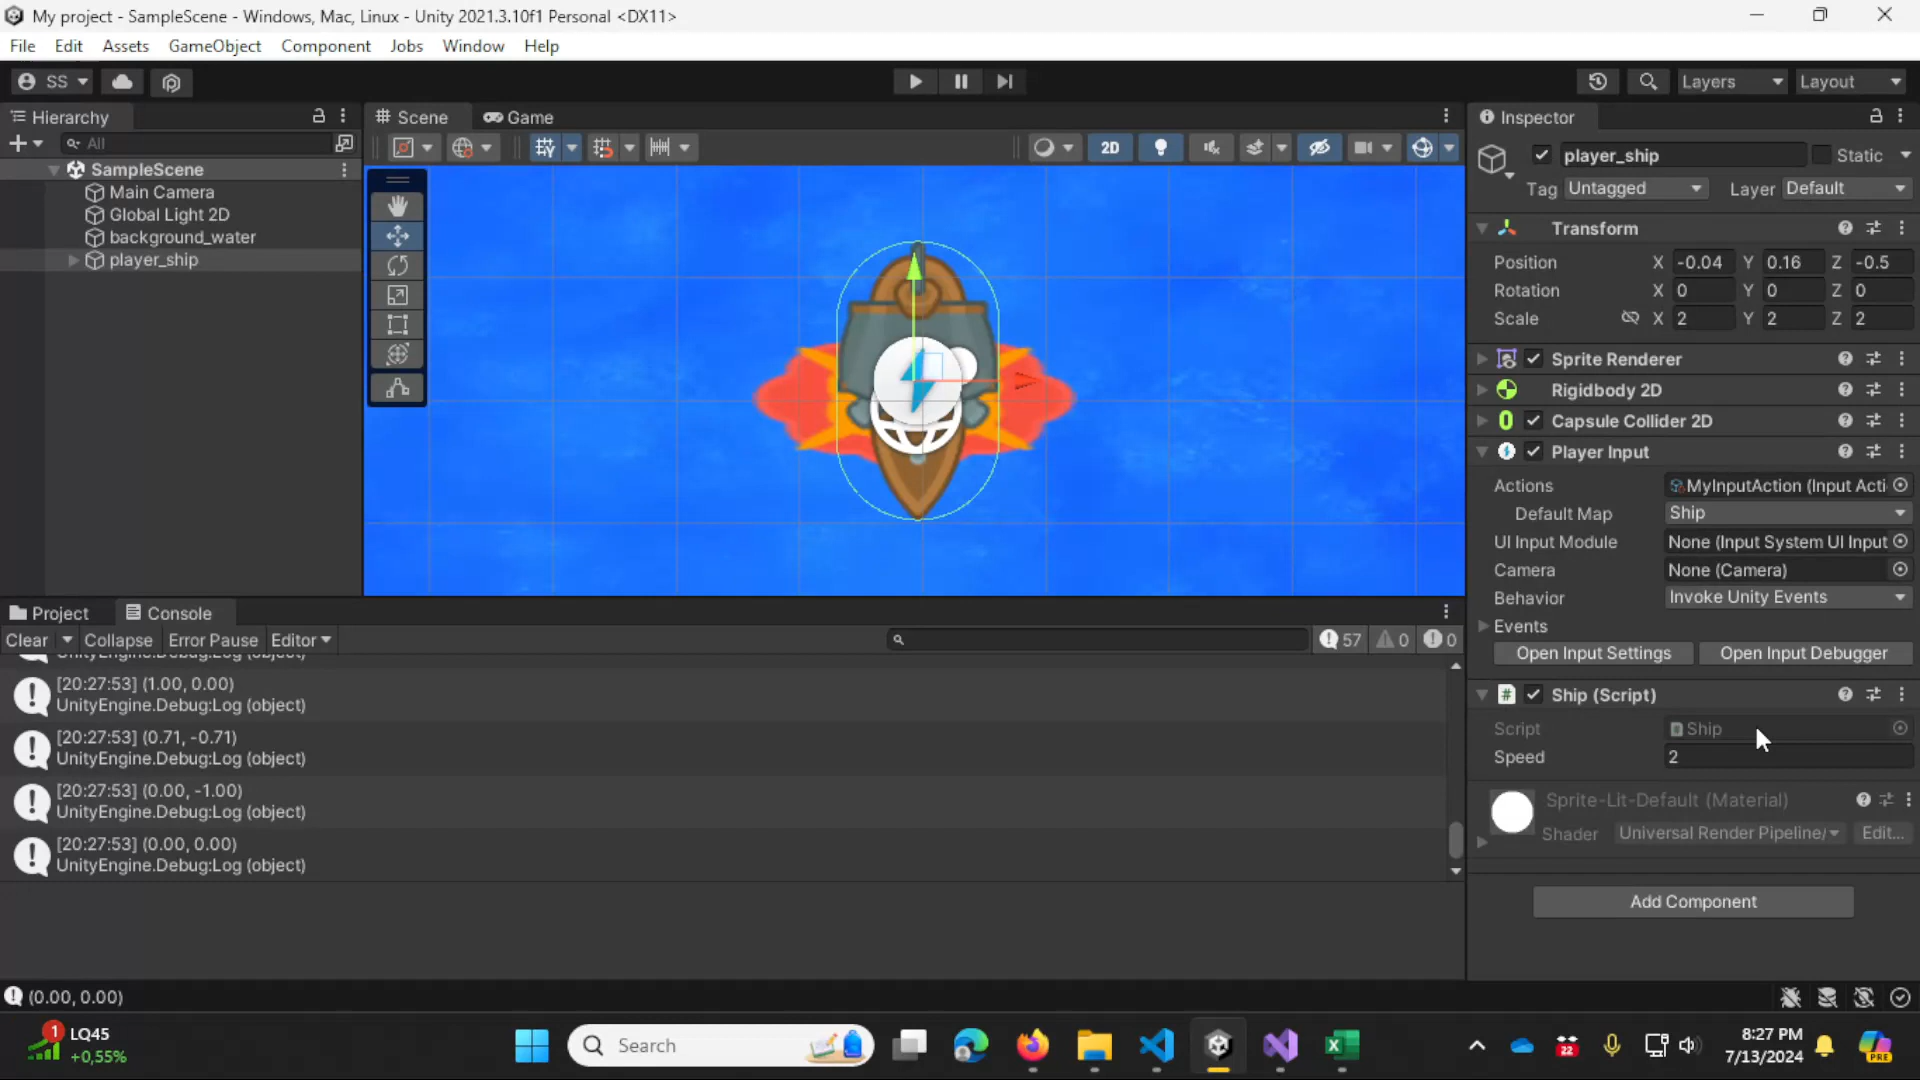 My project - SampleScene - Windows, Mac, Linux - Unity 2021.3.10f1 Personal <DX11>
File Edit Assets GameObject Component Jobs Window Help
SS Layers Layout
Hierarchy
All
SampleScene
Main Camera
Global Light 2D
background_water
player_ship
Scene Game
2D
Inspector
player_ship Static
Tag Untagged Layer Default
Transform
Position X -0.04 Y 0.16 Z -0.5
Rotation X 0 Y 0 Z 0
Scale X 2 Y 2 Z 2
Sprite Renderer
Rigidbody 2D
Capsule Collider 2D
Player Input
Actions MyInputAction (Input Acti
Default Map Ship
UI Input Module None (Input System UI Input
Camera None (Camera)
Behavior Invoke Unity Events
Events
Open Input Settings Open Input Debugger
Ship (Script)
Script Ship
Speed 2
Sprite-Lit-Default (Material)
Shader Universal Render Pipeline/ Edit...
Add Component
Project Console
Clear Collapse Error Pause Editor 57 0 0
UnityEngine.Debug:Log (object)
[20:27:53] (1.00, 0.00)
UnityEngine.Debug:Log (object)
[20:27:53] (0.71, -0.71)
UnityEngine.Debug:Log (object)
[20:27:53] (0.00, -1.00)
UnityEngine.Debug:Log (object)
[20:27:53] (0.00, 0.00)
UnityEngine.Debug:Log (object)
(0.00, 0.00)
1 LQ45
+0,55%
Search
22
8:27 PM
7/13/2024
PRE